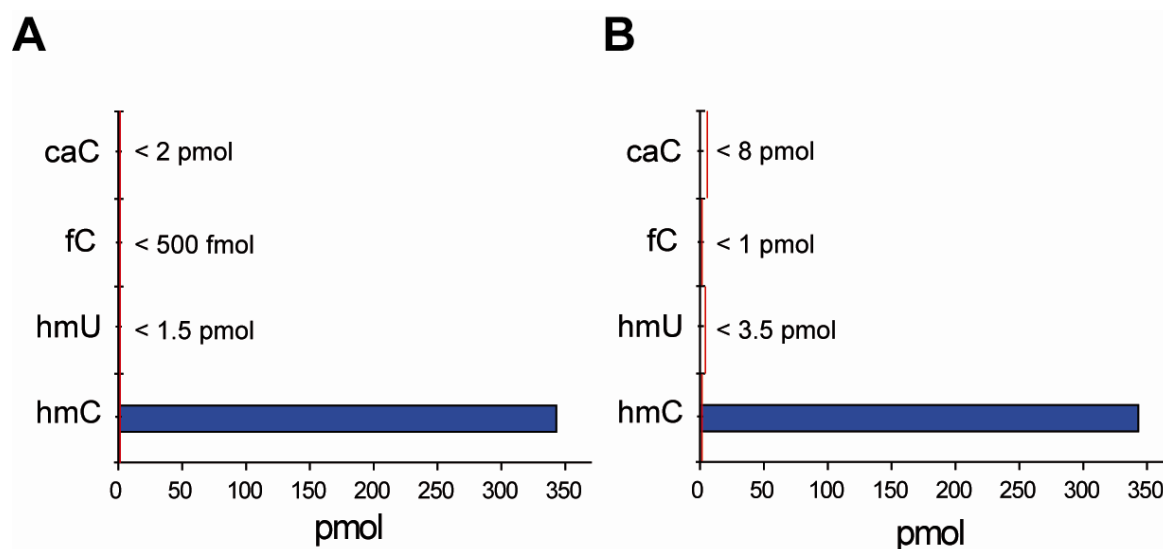 A
caC
< 2 pmol
fC
< 500 fmol
hmU
< 1.5 pmol
hmC
0 50 100 150 200 250 300 350
pmol
B
caC
< 8 pmol
fC
< 1 pmol
hmU
< 3.5 pmol
hmC
0 50 100 150 200 250 300 350
pmol